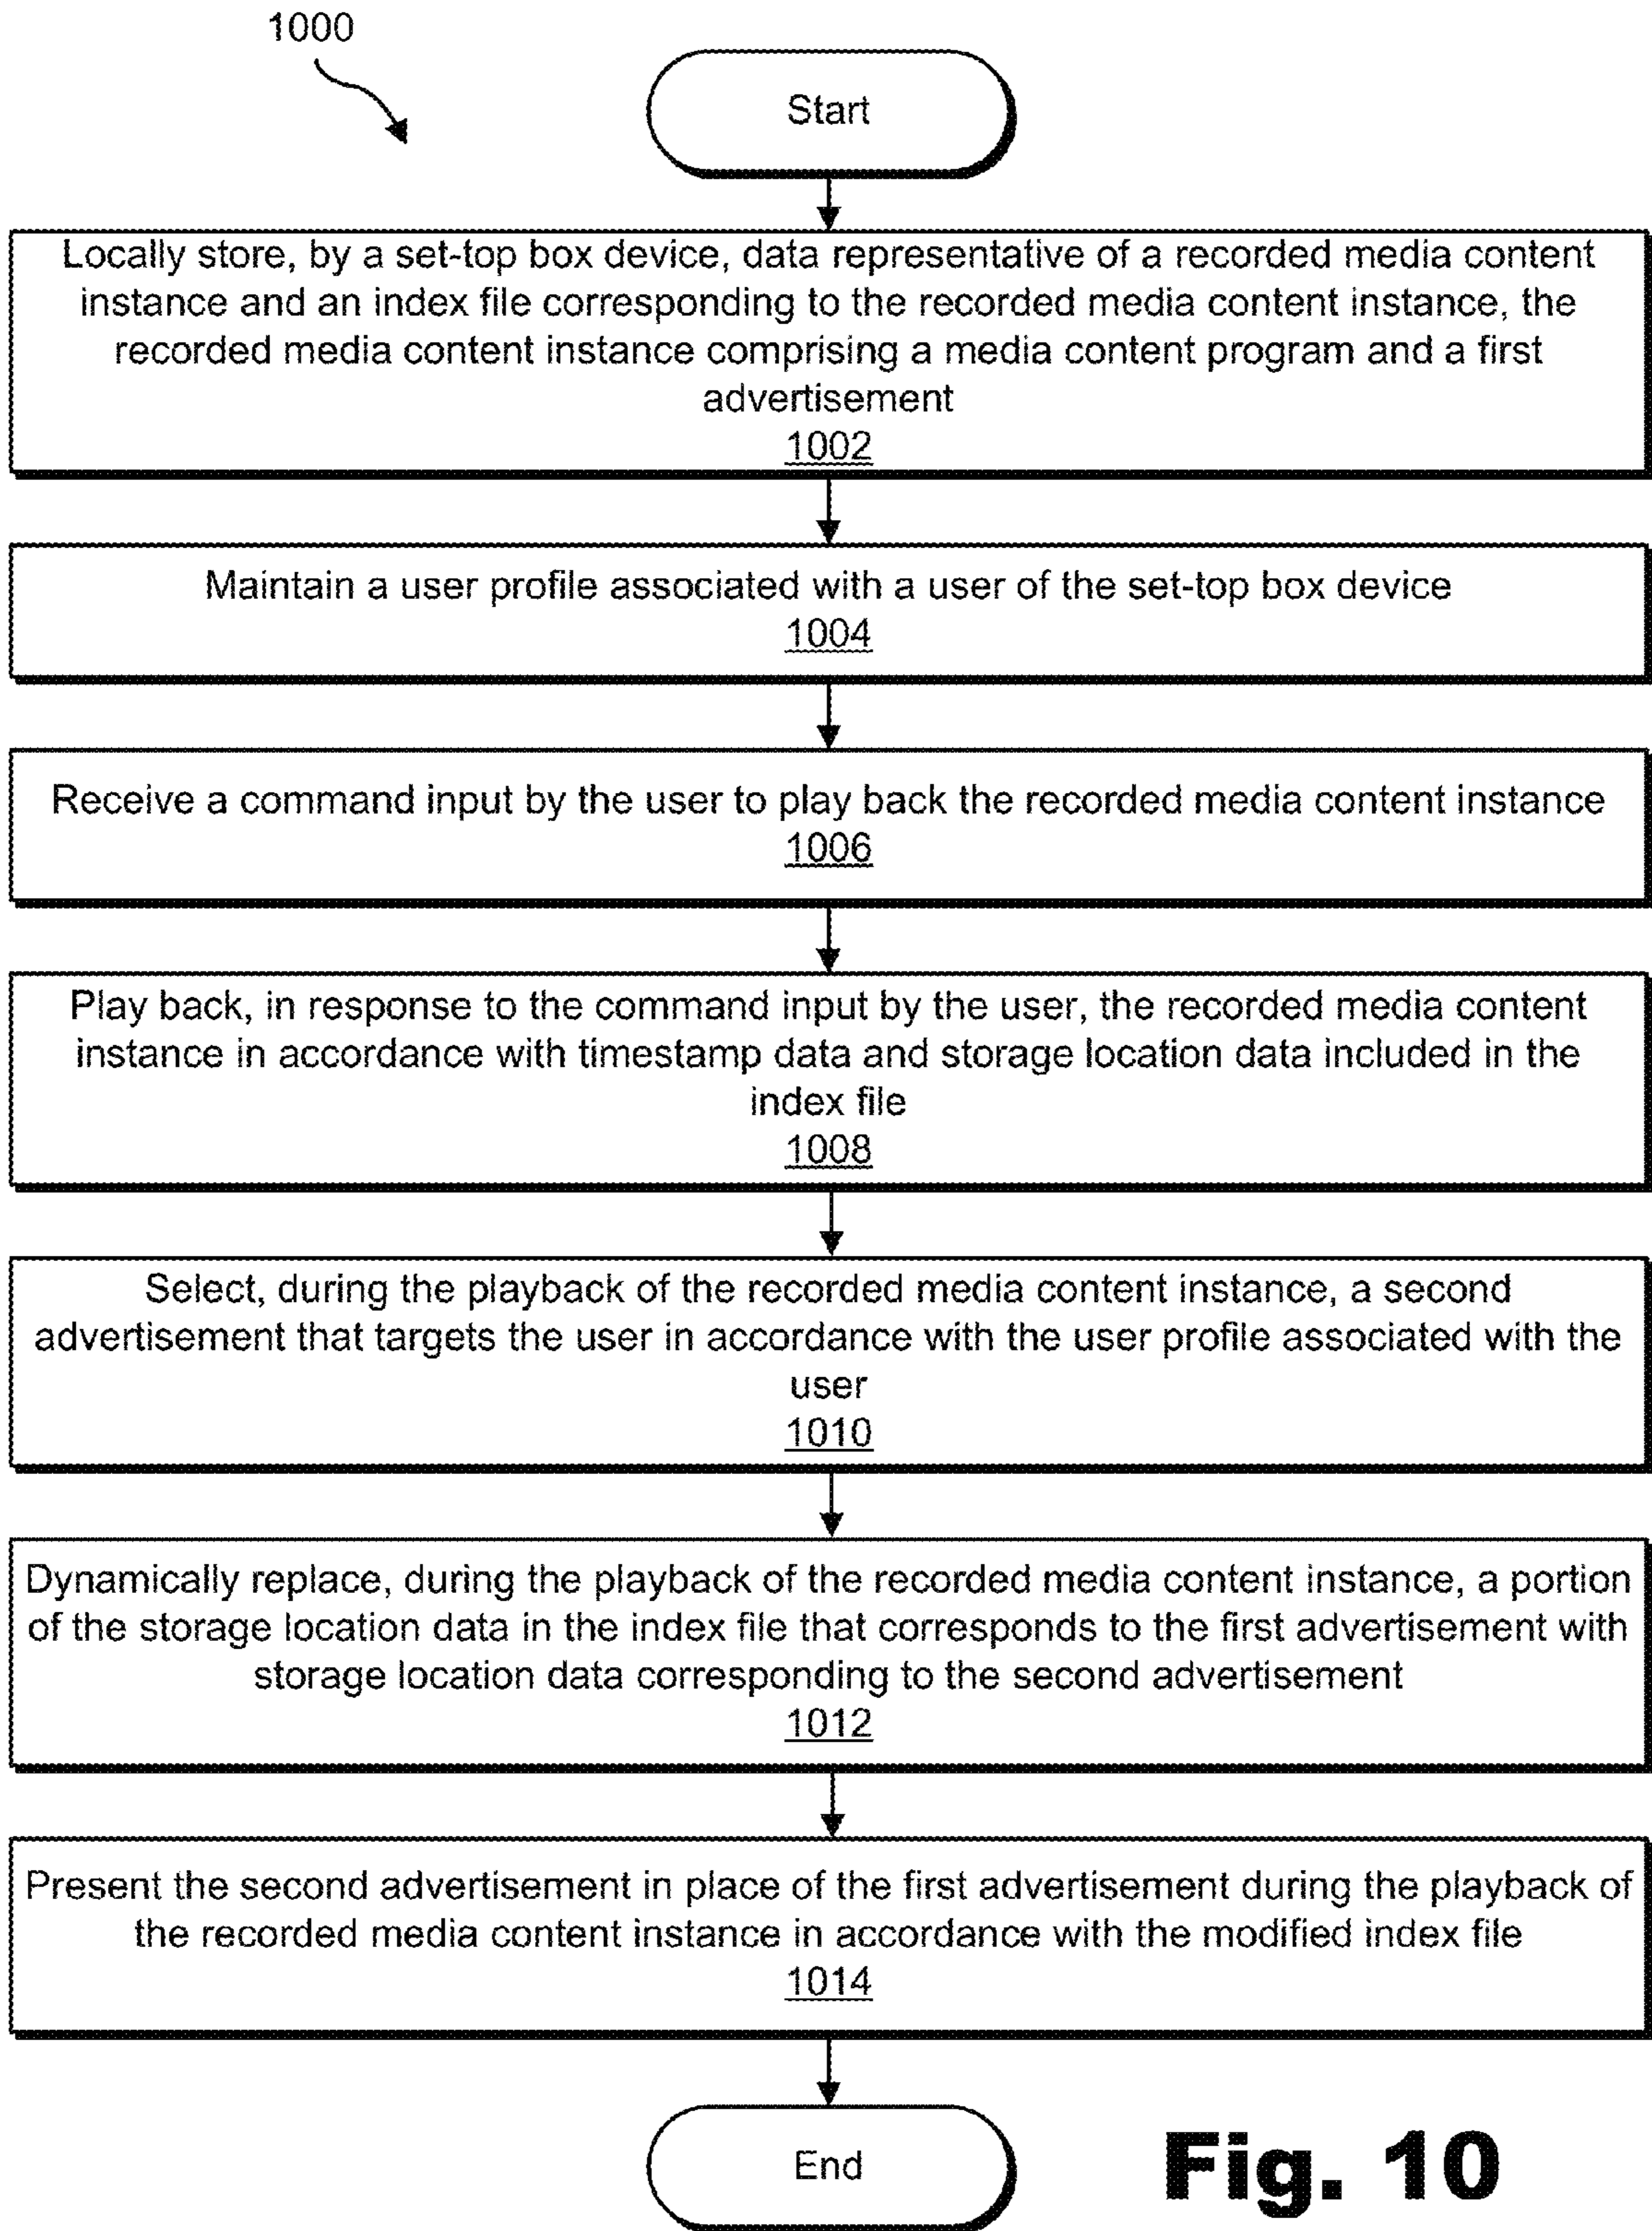 1000
Start
Locally store, by a set-top box device, data representative of a recorded media content
instance and an index file corresponding to the recorded media content instance, the
recorded media content instance comprising a media content program and a first
advertisement
1002
Maintain a user profile associated with a user of the set-top box device
1004
Receive a command input by the user to play back the recorded media content instance
1006
Play back, in response to the command input by the user, the recorded media content
instance in accordance with timestamp data and storage location data included in the
index file
1008
Select, during the playback of the recorded media content instance, a second
advertisement that targets the user in accordance with the user profile associated with the
user
1010
Dynamically replace, during the playback of the recorded media content instance, a portion
of the storage location data in the index file that corresponds to the first advertisement with
storage location data corresponding to the second advertisement
1012
Present the second advertisement in place of the first advertisement during the playback of
the recorded media content instance in accordance with the modified index file
1014
End
Fig. 10